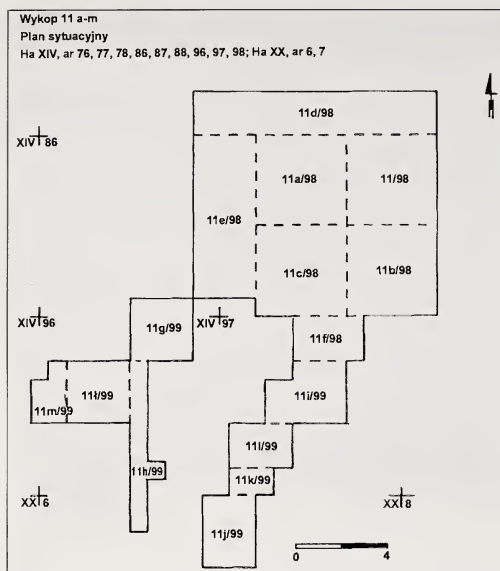 Wykop 11 a-m
Plan sytuacyjny
Ha XIV, ar 76, 77, 78, 86, 87, 88, 96, 97, 98; Ha XX, ar 6, 7
11d/98
XIV 86
11a/98
11/98
11e/98
11c/98
11b/98
XIV 96
11g/99
XIV 97
11f/98
11m/99
11ł/99
11i/99
11l/99
11h/99
11k/99
XX 6
XX 8
11j/99
0
4